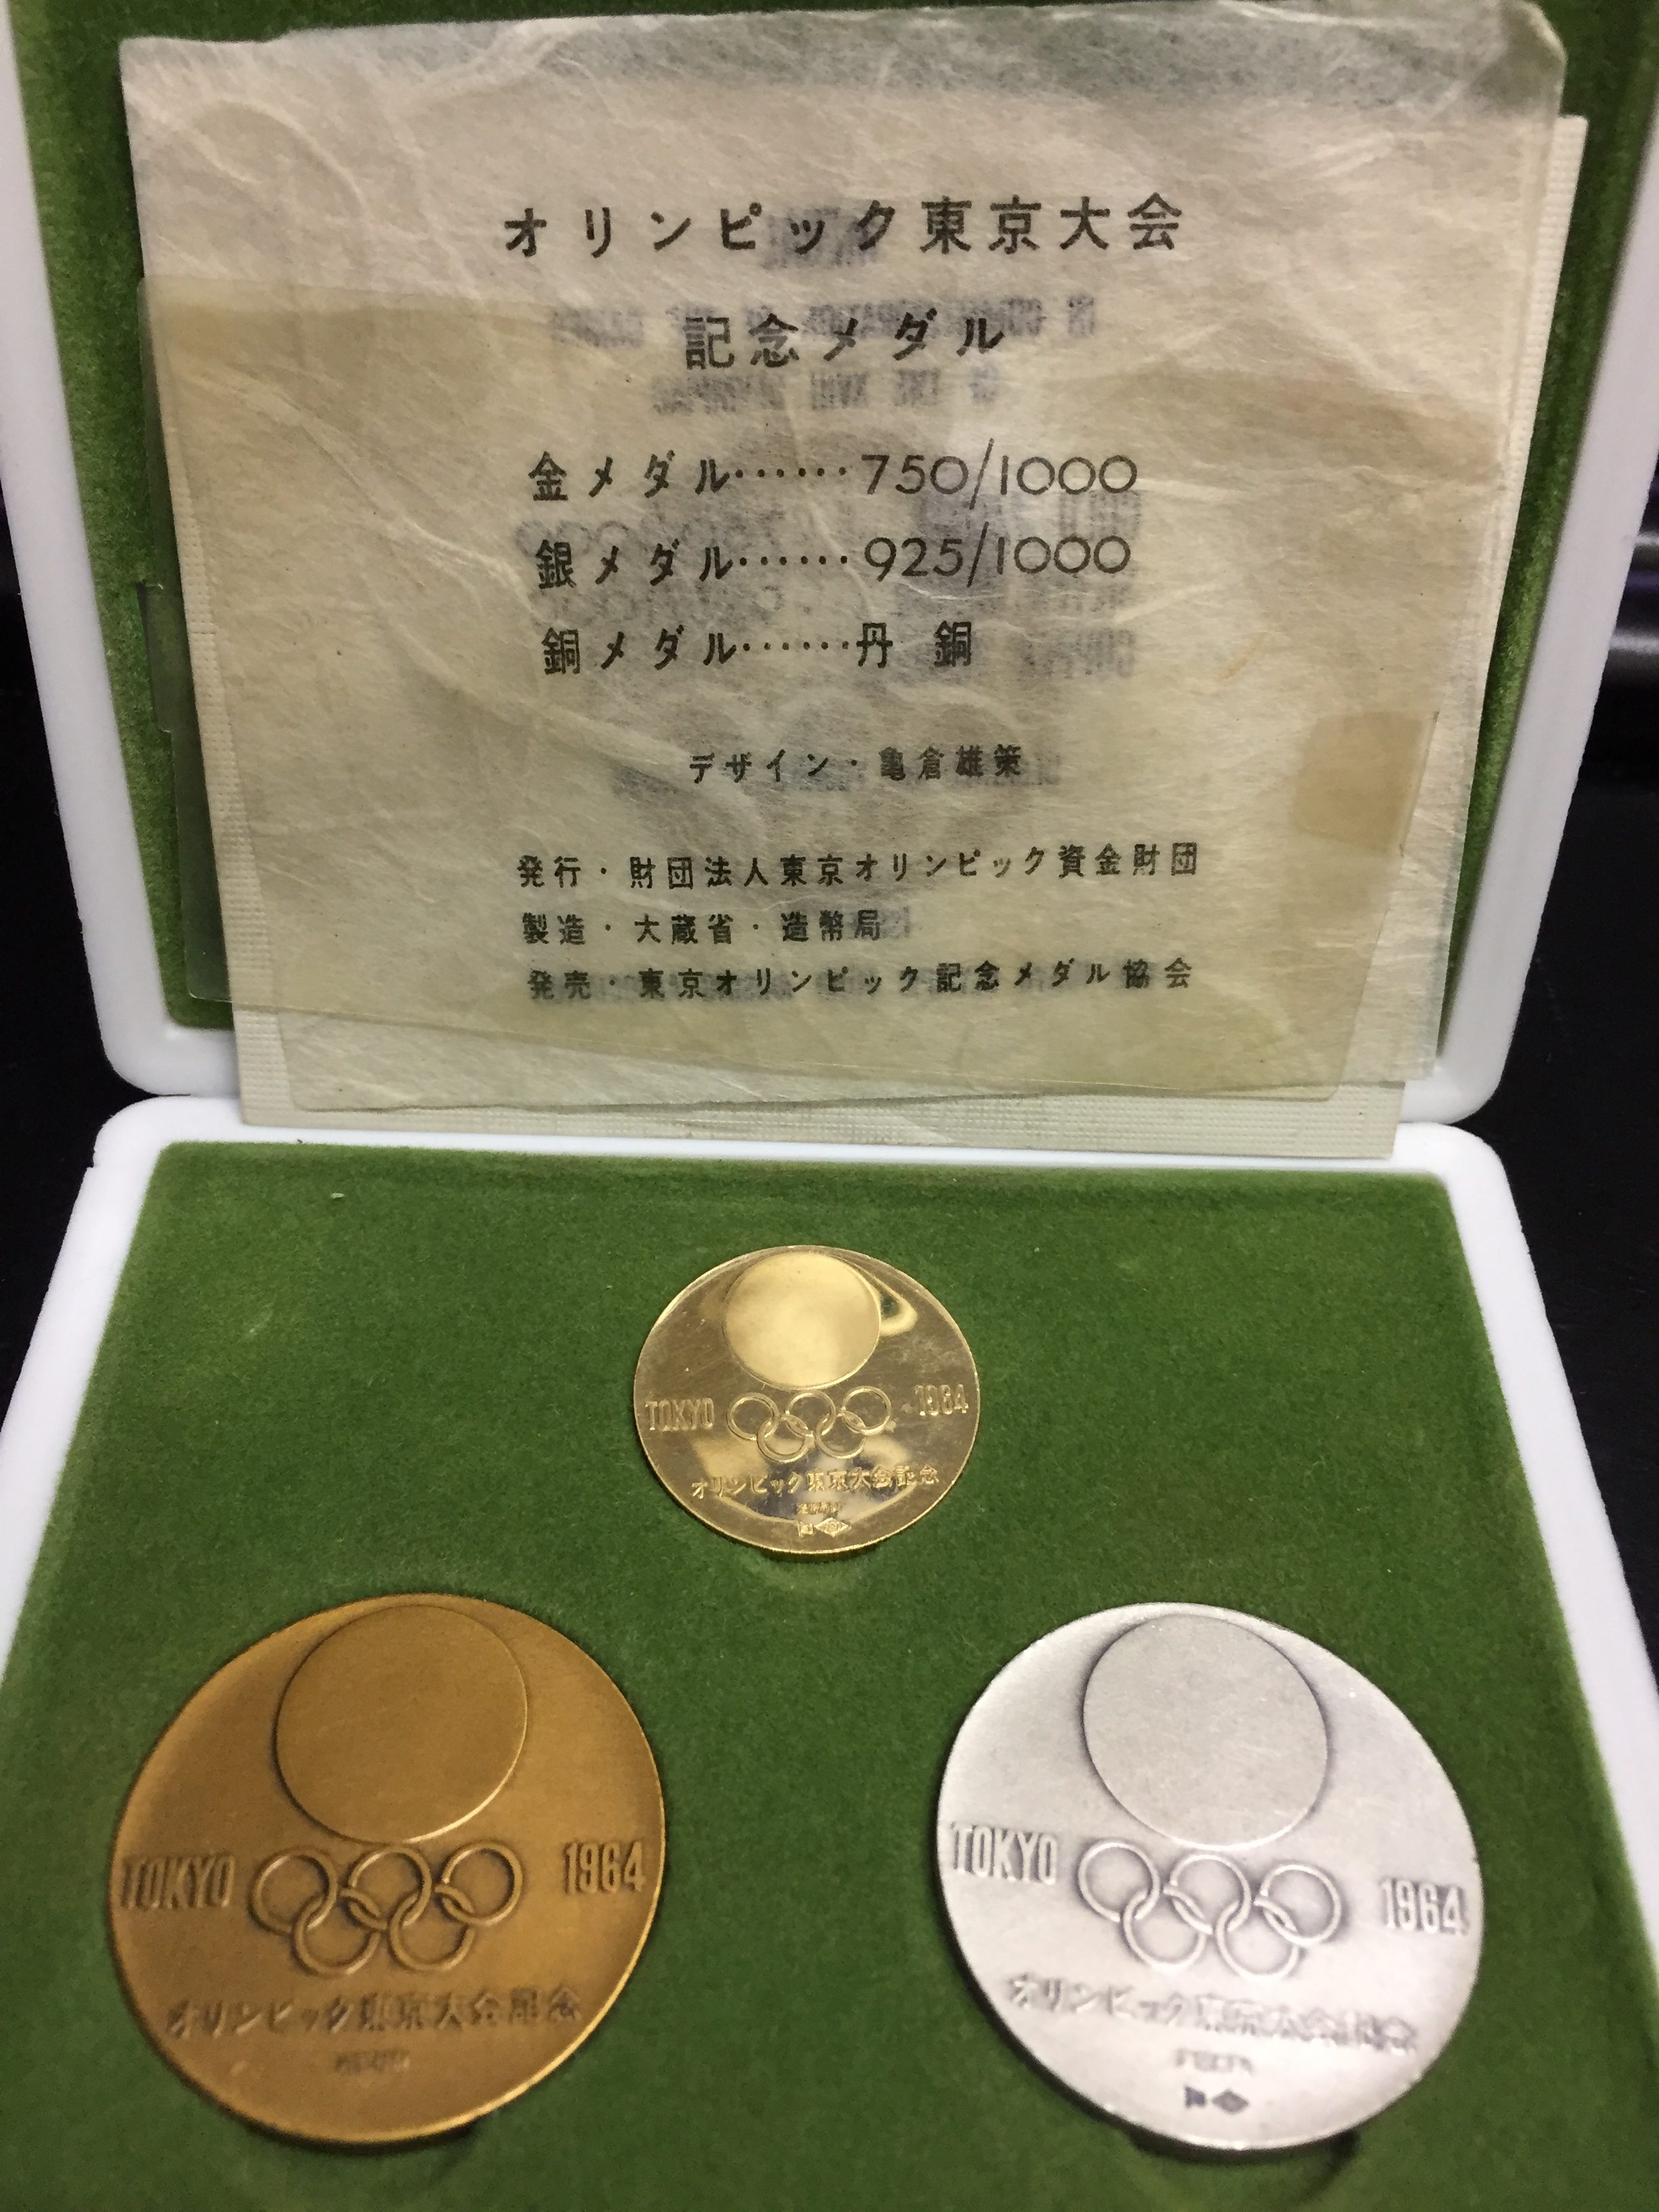 オリンピック東京大会
記念メダル
金メダル……750/1000
銀メダル……925/1000
銅メダル……丹 銅
デザイン・亀倉雄策
発行・財団法人東京オリンピック資金財団
製造・大蔵省・造幣局
発売・東京オリンピック記念メダル協会
TOKYO 1964
オリンピック東京大会記念
TOKYO 1964
オリンピック東京大会記念
TOKYO 1964
オリンピック東京大会記念